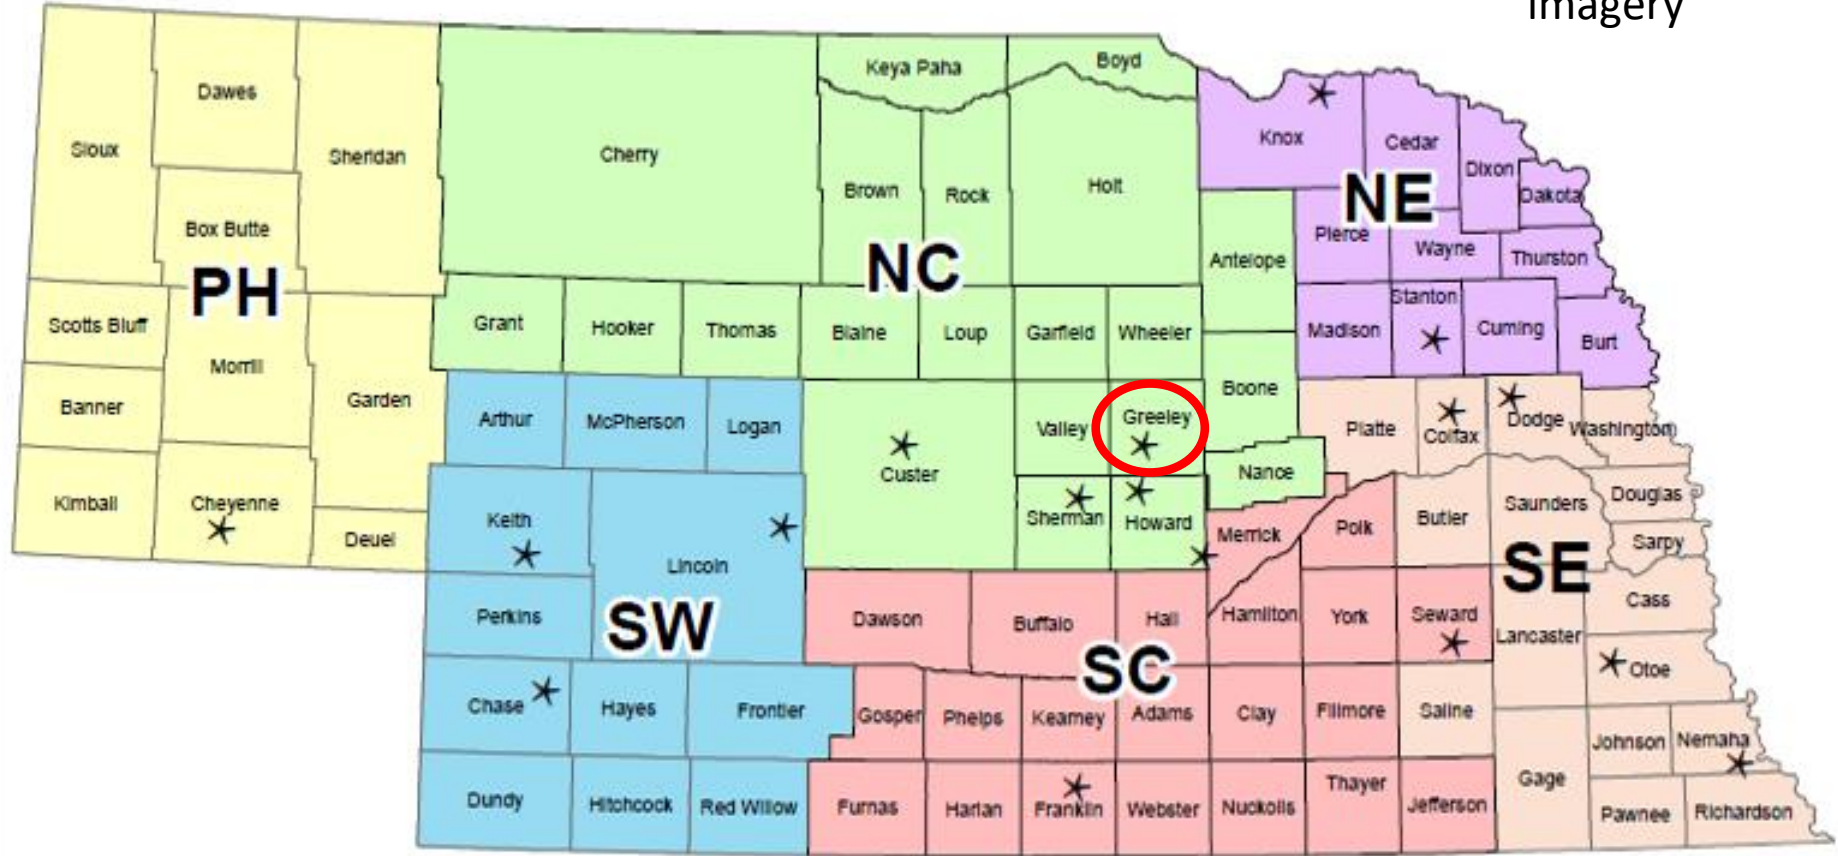 Imagery
Keya Paha
Boyd
Dawes
Sioux
Sheridan
Cherry
Knox
Cedar
Dixon
Dakota
Brown
Rock
Holt
NE
Box Butte
Pierce
Wayne
Thurston
Antelope
NC
PH
Stanton
Scotts Bluff
Grant
Hooker
Thomas
Blaine
Loup
Garfield
Wheeler
Madison
Cuming
Burt
Morrill
Banner
Garden
Arthur
McPherson
Logan
Boone
Valley
Greeley
Platte
Colfax
Dodge
Washington
Custer
Nance
Kimball
Cheyenne
Deuel
Keith
Sherman
Howard
Merrick
Polk
Butler
Saunders
Douglas
Sarpy
Lincoln
SE
Perkins
SW
Dawson
Buffalo
Hall
Hamilton
York
Seward
Lancaster
Cass
Otoe
SC
Chase
Hayes
Frontier
Gosper
Phelps
Kearney
Adams
Clay
Fillmore
Saline
Johnson
Nemaha
Gage
Dundy
Hitchcock
Red Willow
Furnas
Harlan
Franklin
Webster
Nuckolls
Thayer
Jefferson
Pawnee
Richardson